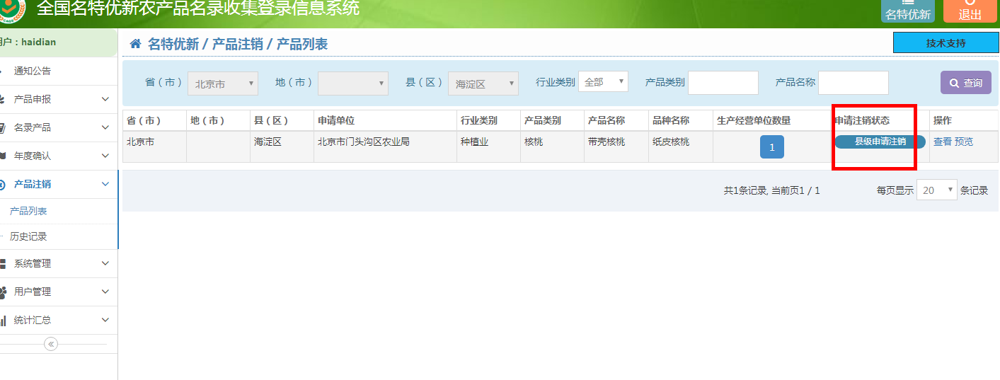 全国名特优新农产品名录收集登录信息系统
CAQS
名特优新
退出
用户：haidian
名特优新 / 产品注销 / 产品列表
技术支持
通知公告
省（市）
北京市
地（市）
县（区）
海淀区
行业类别
全部
产品类别
产品名称
查询
产品申报
省（市）
地（市）
县（区）
申请单位
行业类别
产品类别
产品名称
品种名称
生产经营单位数量
申请注销状态
操作
名录产品
北京市
海淀区
北京市门头沟区农业局
种植业
核桃
带壳核桃
纸皮核桃
1
县级申请注销
查看 预览
年度确认
产品注销
共1条记录, 当前页1 / 1
每页显示 20 条记录
产品列表
历史记录
系统管理
用户管理
统计汇总